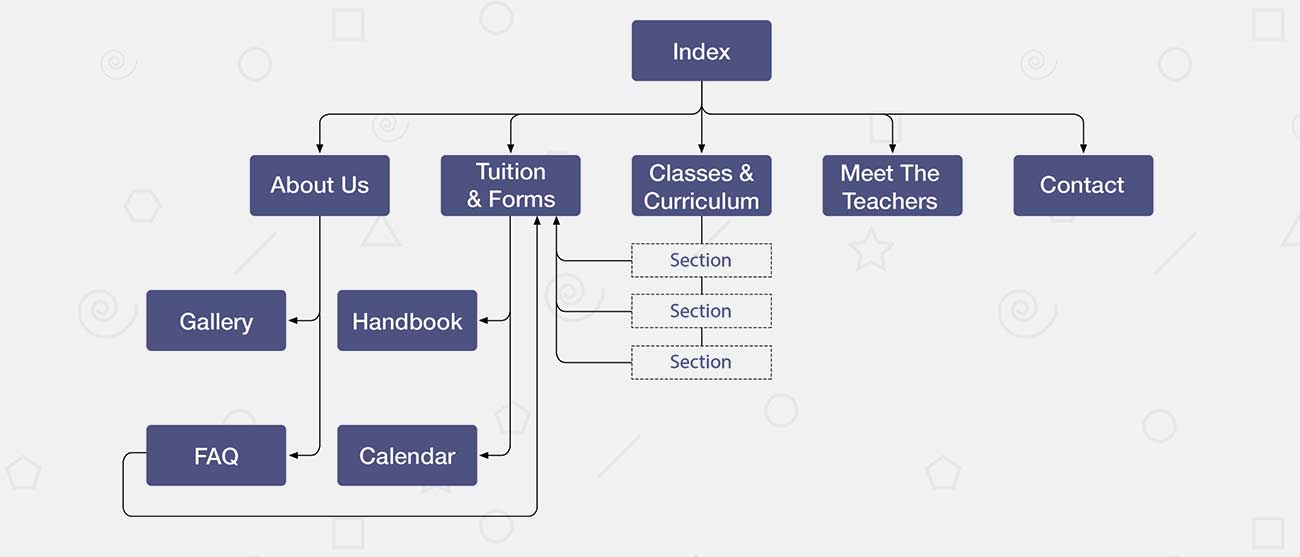 Index
About Us
Tuition
& Forms
Classes &
Curriculum
Meet The
Teachers
Contact
Section
Section
Section
Gallery
Handbook
FAQ
Calendar